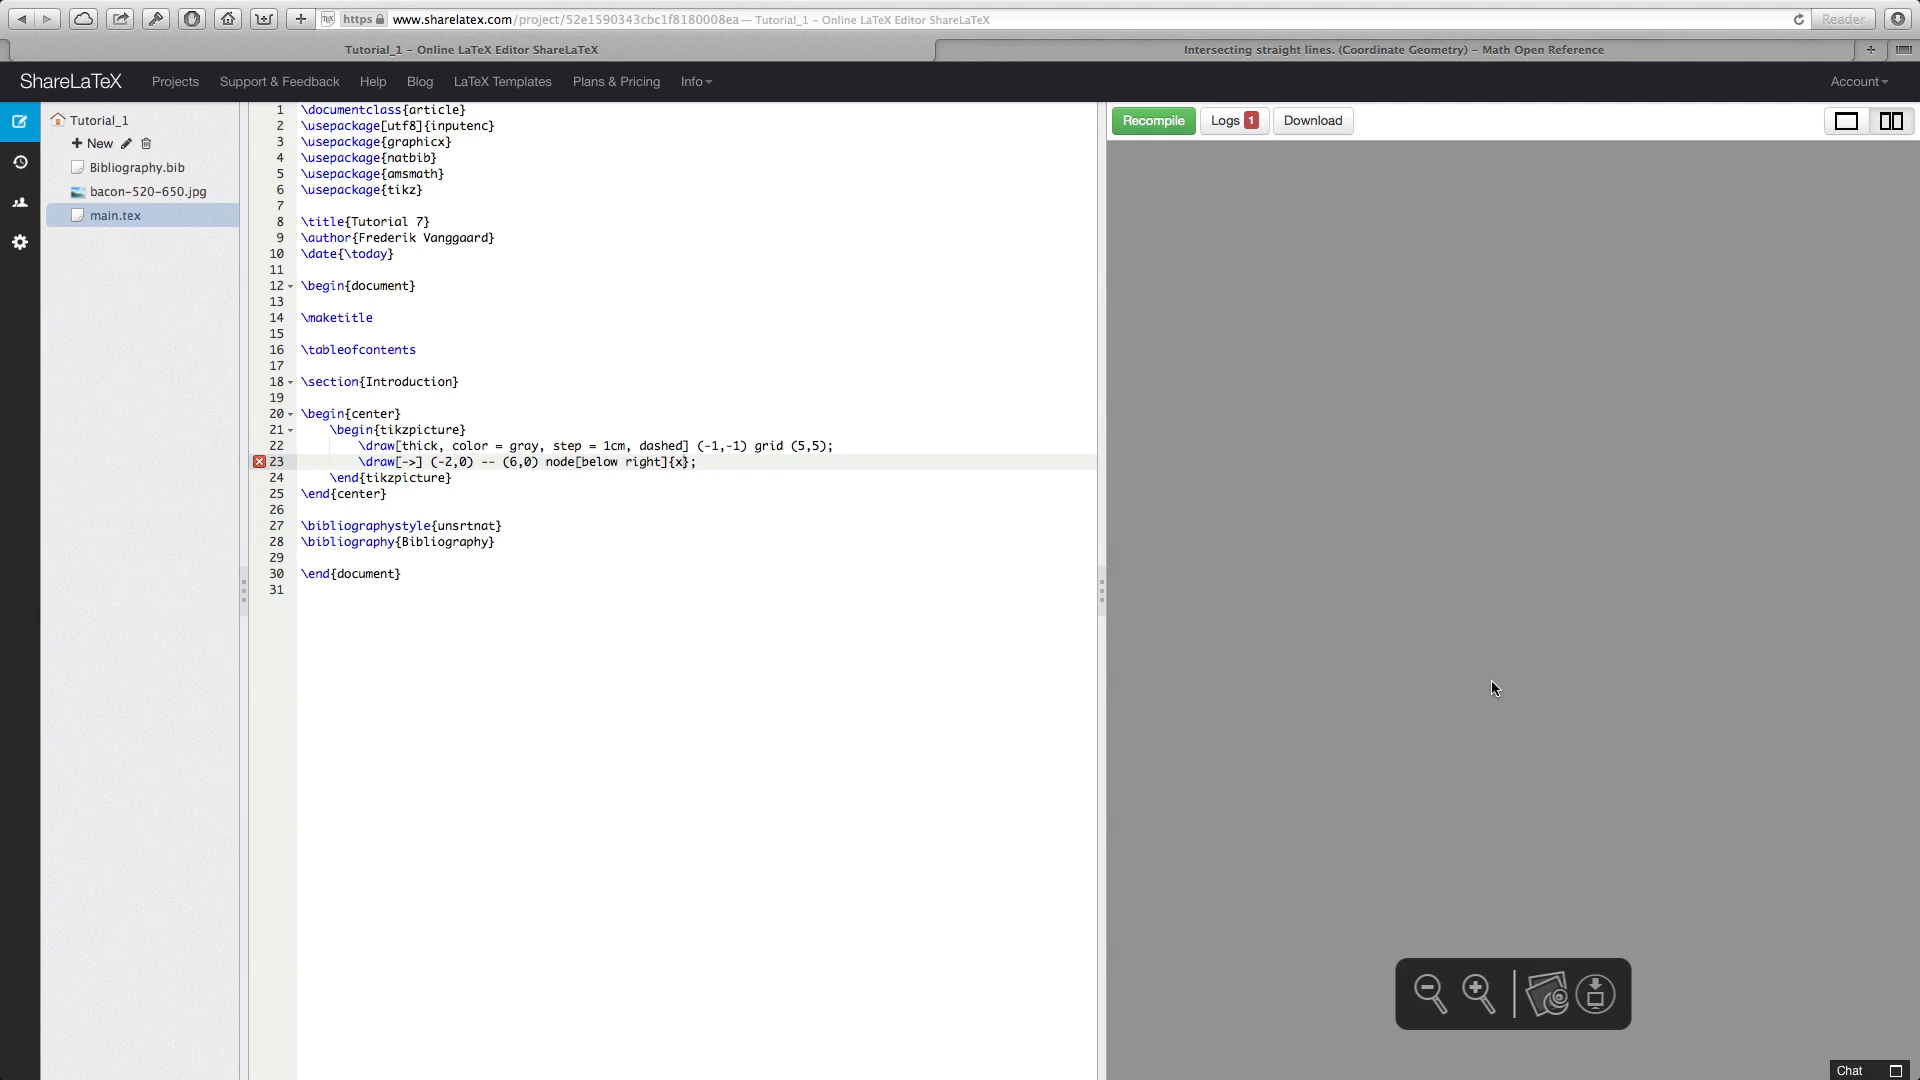 https www.sharelatex.com/project/52e1590343cbc1f8180008ea — Tutorial_1 – Online LaTeX Editor ShareLaTeX Reader
Tutorial_1 – Online LaTeX Editor ShareLaTeX Intersecting straight lines. (Coordinate Geometry) – Math Open Reference
ShareLaTeX Projects Support & Feedback Help Blog LaTeX Templates Plans & Pricing Info Account
Tutorial_1
New
Bibliography.bib
bacon-520-650.jpg
main.tex
1 \documentclass{article}
2 \usepackage[utf8]{inputenc}
3 \usepackage{graphicx}
4 \usepackage{natbib}
5 \usepackage{amsmath}
6 \usepackage{tikz}
7
8 \title{Tutorial 7}
9 \author{Frederik Vanggaard}
10 \date{\today}
11
12 \begin{document}
13
14 \maketitle
15
16 \tableofcontents
17
18 \section{Introduction}
19
20 \begin{center}
21 \begin{tikzpicture}
22 \draw[thick, color = gray, step = 1cm, dashed] (-1,-1) grid (5,5);
23 \draw[->] (-2,0) -- (6,0) node[below right]{x};
24 \end{tikzpicture}
25 \end{center}
26
27 \bibliographystyle{unsrtnat}
28 \bibliography{Bibliography}
29
30 \end{document}
31
Recompile Logs 1 Download
Chat